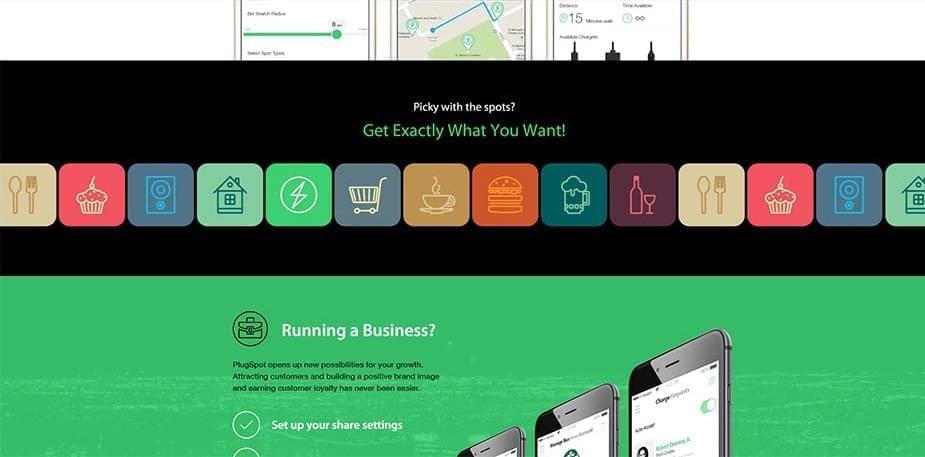 Set Search Radius
Select Spot Types
Distance
Time Available
15 Minutes walk
∞
Available Chargers
Picky with the spots?
Get Exactly What You Want!
Running a Business?
PlugSpot opens up new possibilities for your growth.
Attracting customers and building a positive brand image
and earning customer loyalty has never been easier.
Set up your share settings
Charge Requests
Auto-Accept
Robert Downey Jr.